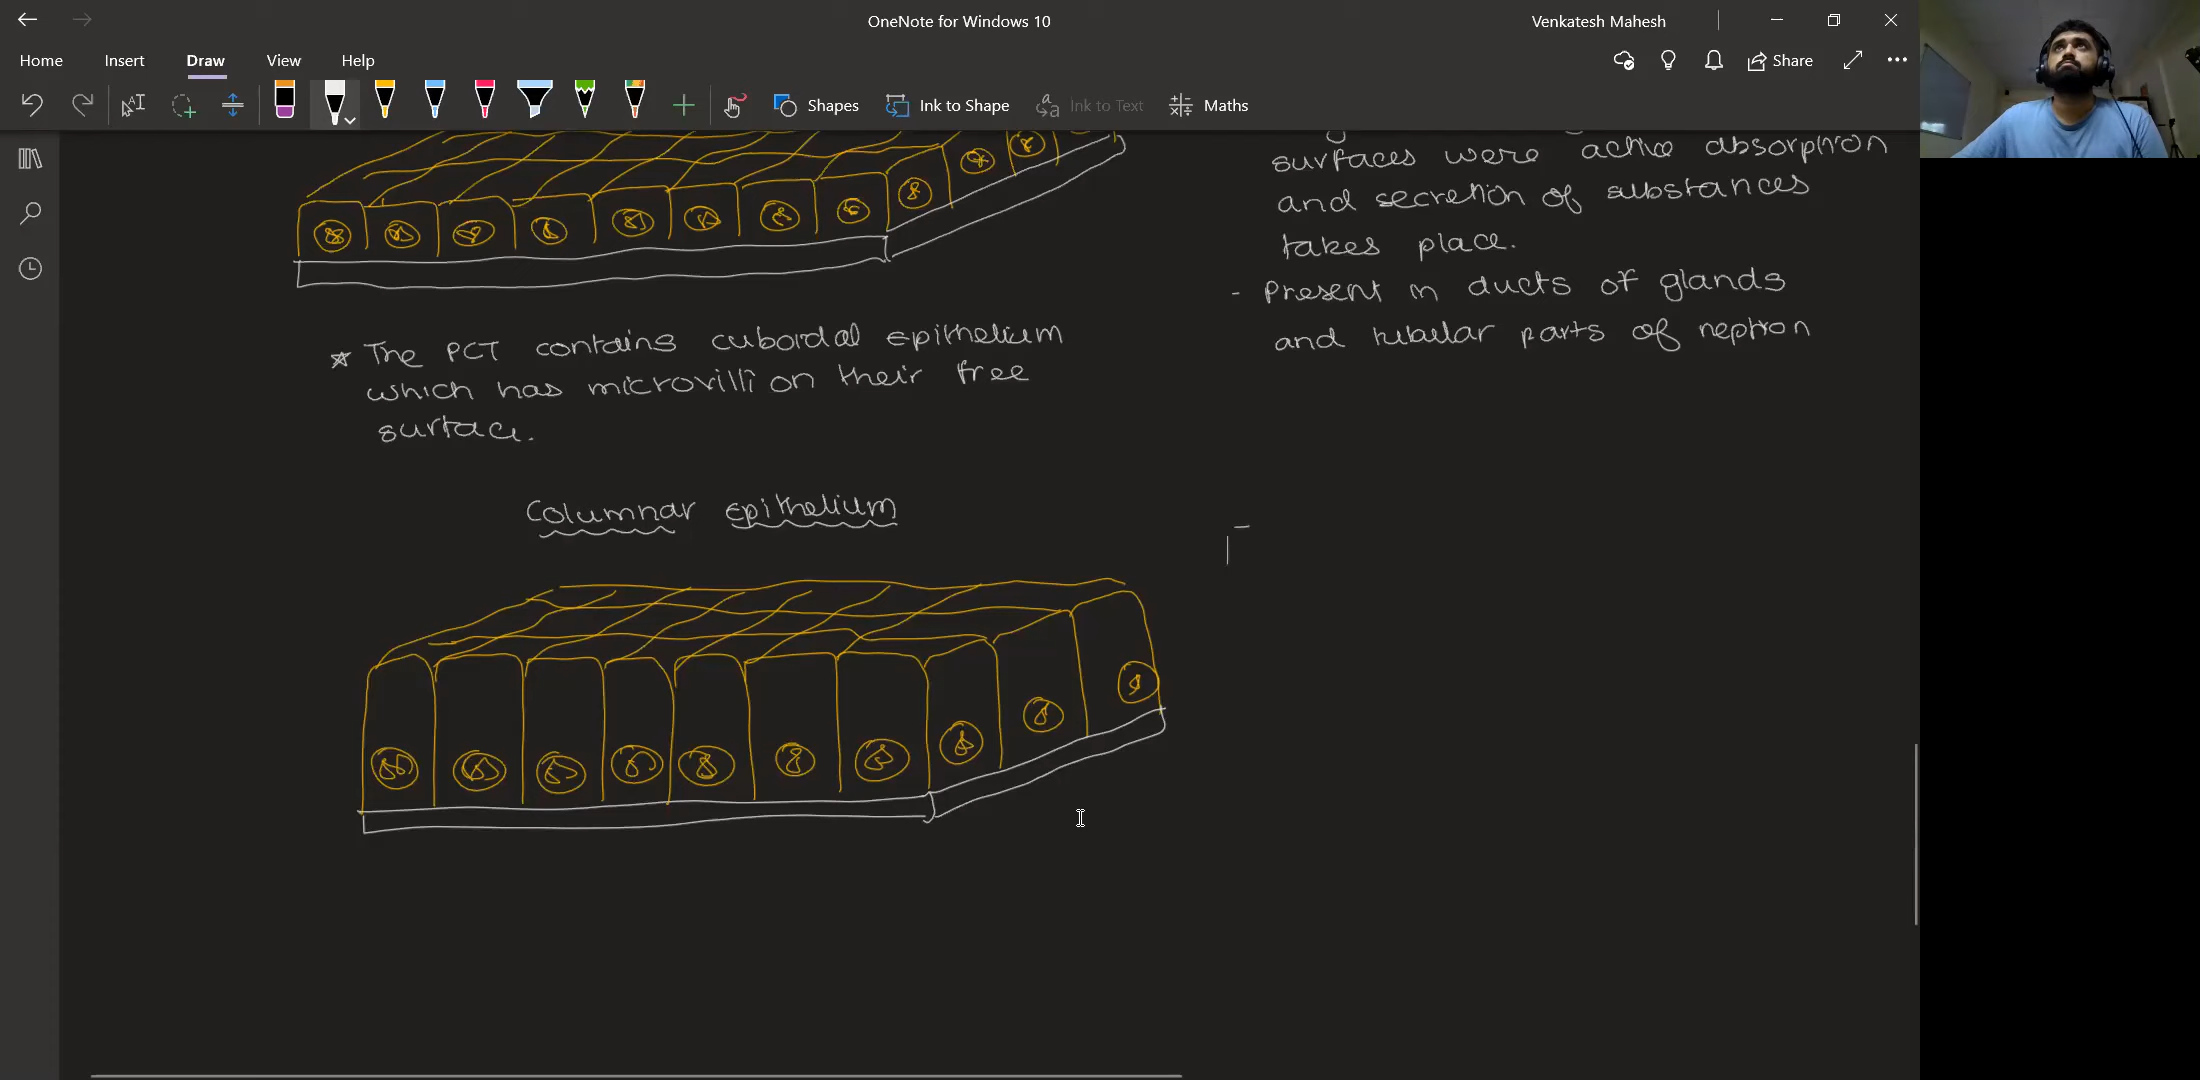 OneNote for Windows 10
Venkatesh Mahesh
Home Insert Draw View Help
Share
Shapes Ink to Shape Ink to Text Maths
surfaces were active absorption
and secretion of substances
takes place.
- Present in ducts of glands
and tubular parts of nephron
* The PCT contains cuboidal epithelium
which has microvilli on their free
surface.
Columnar epithelium